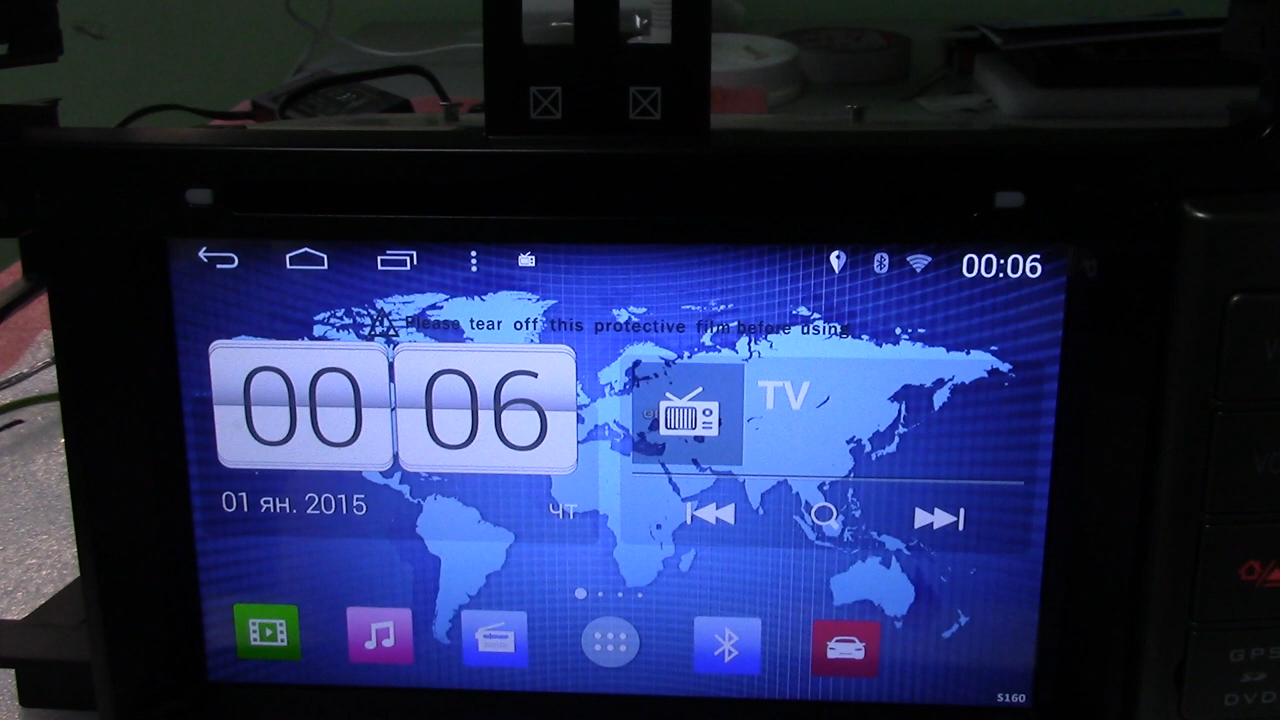 00:06
Please tear off this protective film before using.
00 06
TV
01 ян. 2015
чт
S160
GPS
DVD